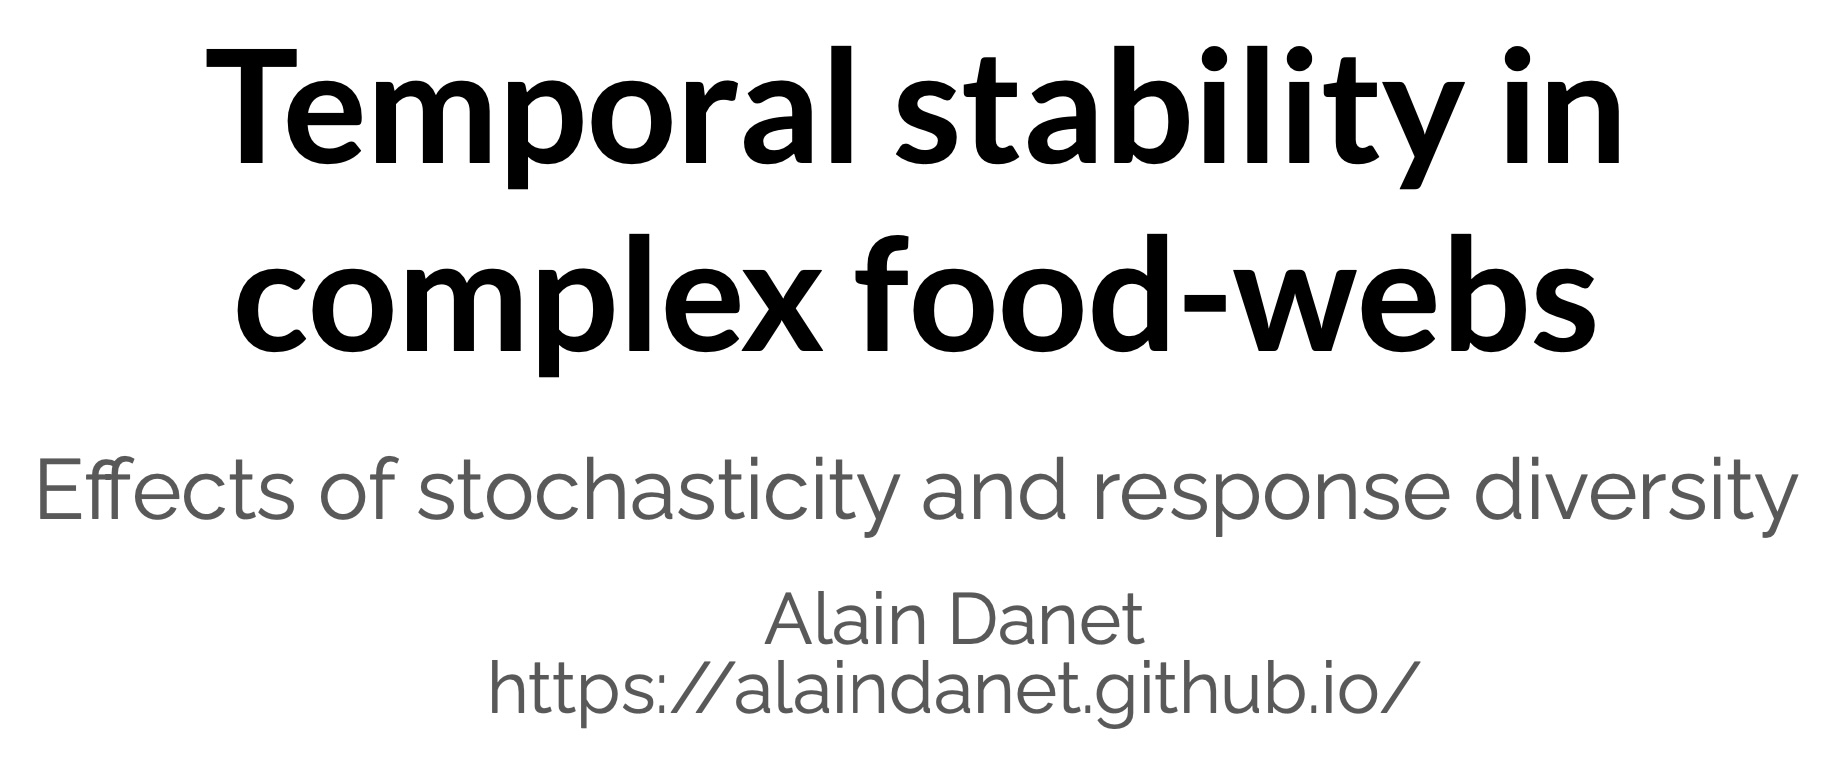 Temporal stability in
complex food-webs
Effects of stochasticity and response diversity
Alain Danet
https://alaindanet.github.io/